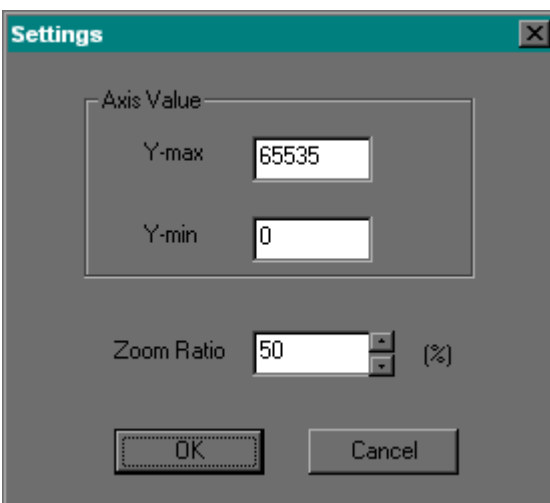 Settings
Axis Value
Y-max 65535
Y-min 0
Zoom Ratio 50 (%)
OK Cancel